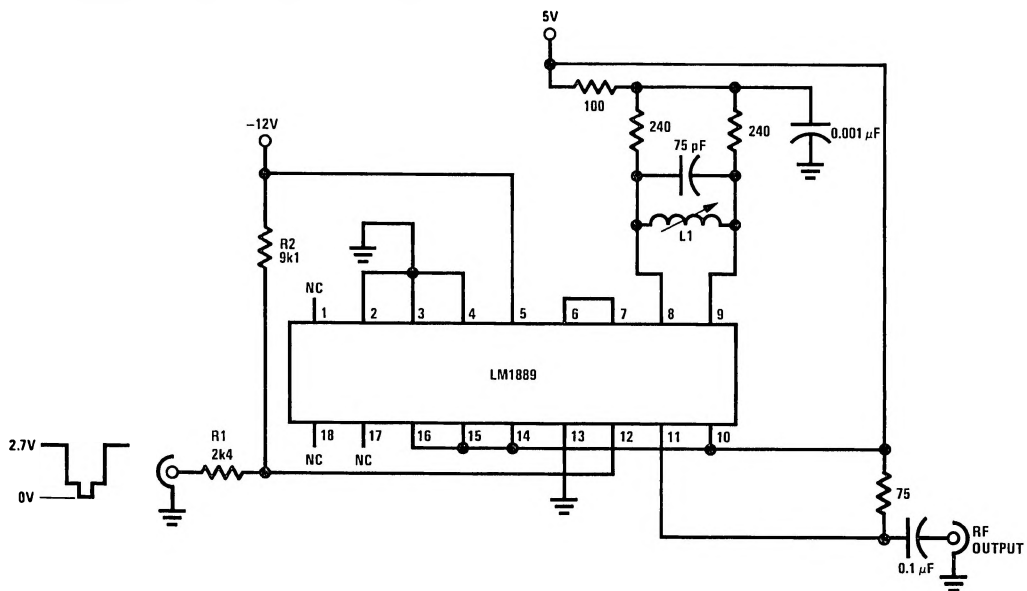 5V
100
240
240
0.001 µF
75 pF
L1
-12V
R2
9k1
NC
1 2 3 4 5 6 7 8 9
LM1889
18 17 16 15 14 13 12 11 10
NC NC
2.7V
0V
R1
2k4
75
0.1 µF
RF
OUTPUT